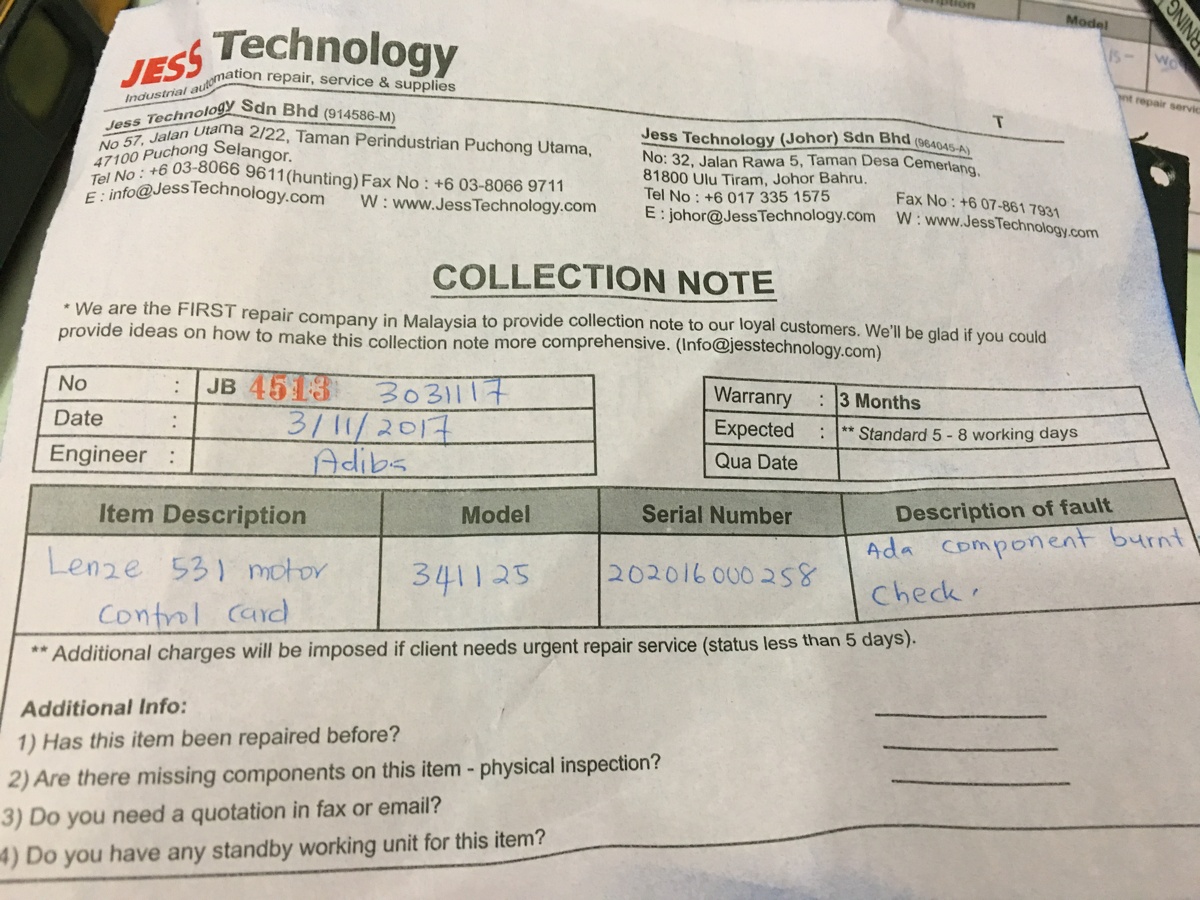 JESS Technology
Industrial automation repair, service & supplies
Jess Technology Sdn Bhd (914586-M)
No 57, Jalan Utama 2/22, Taman Perindustrian Puchong Utama,
47100 Puchong Selangor.
Tel No : +6 03-8066 9611(hunting) Fax No : +6 03-8066 9711
E : info@JessTechnology.com W : www.JessTechnology.com
T
Jess Technology (Johor) Sdn Bhd (964045-A)
No: 32, Jalan Rawa 5, Taman Desa Cemerlang,
81800 Ulu Tiram, Johor Bahru.
Tel No : +6 017 335 1575 Fax No : +6 07-861 7931
E : johor@JessTechnology.com W : www.JessTechnology.com
COLLECTION NOTE
* We are the FIRST repair company in Malaysia to provide collection note to our loyal customers. We'll be glad if you could
provide ideas on how to make this collection note more comprehensive. (Info@jesstechnology.com)
No : JB 4513 3031117
Date : 3/11/2017
Engineer : Adibs
Warranry : 3 Months
Expected : ** Standard 5 - 8 working days
Qua Date
Item Description Model Serial Number Description of fault
Lenze 531 motor 341125 202016000258 Ada component burnt
control card check.
** Additional charges will be imposed if client needs urgent repair service (status less than 5 days).
Additional Info:
1) Has this item been repaired before?
2) Are there missing components on this item - physical inspection?
3) Do you need a quotation in fax or email?
4) Do you have any standby working unit for this item?
Model